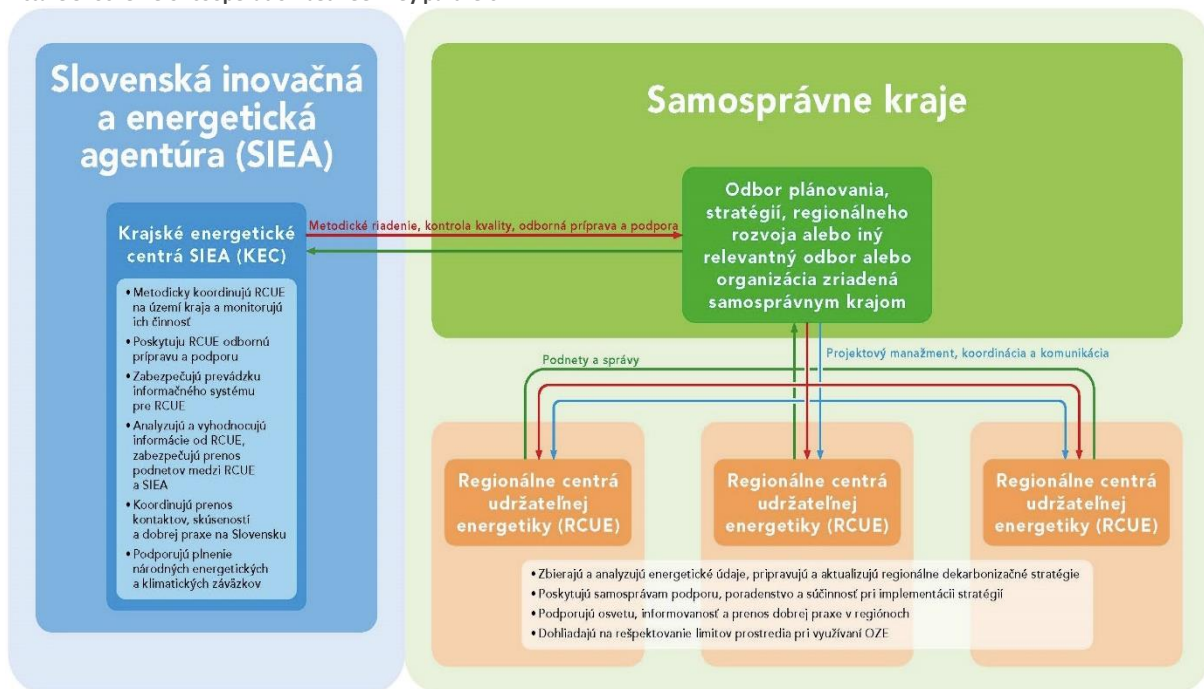 Slovenská inovačná
a energetická
agentúra (SIEA)
Krajské energetické
centrá SIEA (KEC)
• Metodicky koordinujú RCUE
na území kraja a monitorujú
ich činnosť
• Poskytuju RCUE odbornú
prípravu a podporu
• Zabezpečujú prevádzku
informačného systému
pre RCUE
• Analyzujú a vyhodnocujú
informácie od RCUE,
zabezpečujú prenos
podnetov medzi RCUE
a SIEA
• Koordinujú prenos
kontaktov, skúseností
a dobrej praxe na Slovensku
• Podporujú plnenie
národných energetických
a klimatických záväzkov
Metodické riadenie, kontrola kvality, odborná príprava a podpora
Samosprávne kraje
Odbor plánovania,
stratégií, regionálneho
rozvoja alebo iný
relevantný odbor alebo
organizácia zriadená
samosprávnym krajom
Podnety a správy
Projektový manažment, koordinácia a komunikácia
Regionálne centrá
udržateľnej
energetiky (RCUE)
Regionálne centrá
udržateľnej
energetiky (RCUE)
Regionálne centrá
udržateľnej
energetiky (RCUE)
• Zbierajú a analyzujú energetické údaje, pripravujú a aktualizujú regionálne dekarbonizačné stratégie
• Poskytujú samosprávam podporu, poradenstvo a súčinnosť pri implementácii stratégií
• Podporujú osvetu, informovanosť a prenos dobrej praxe v regiónoch
• Dohliadajú na rešpektovanie limitov prostredia pri využívaní OZE